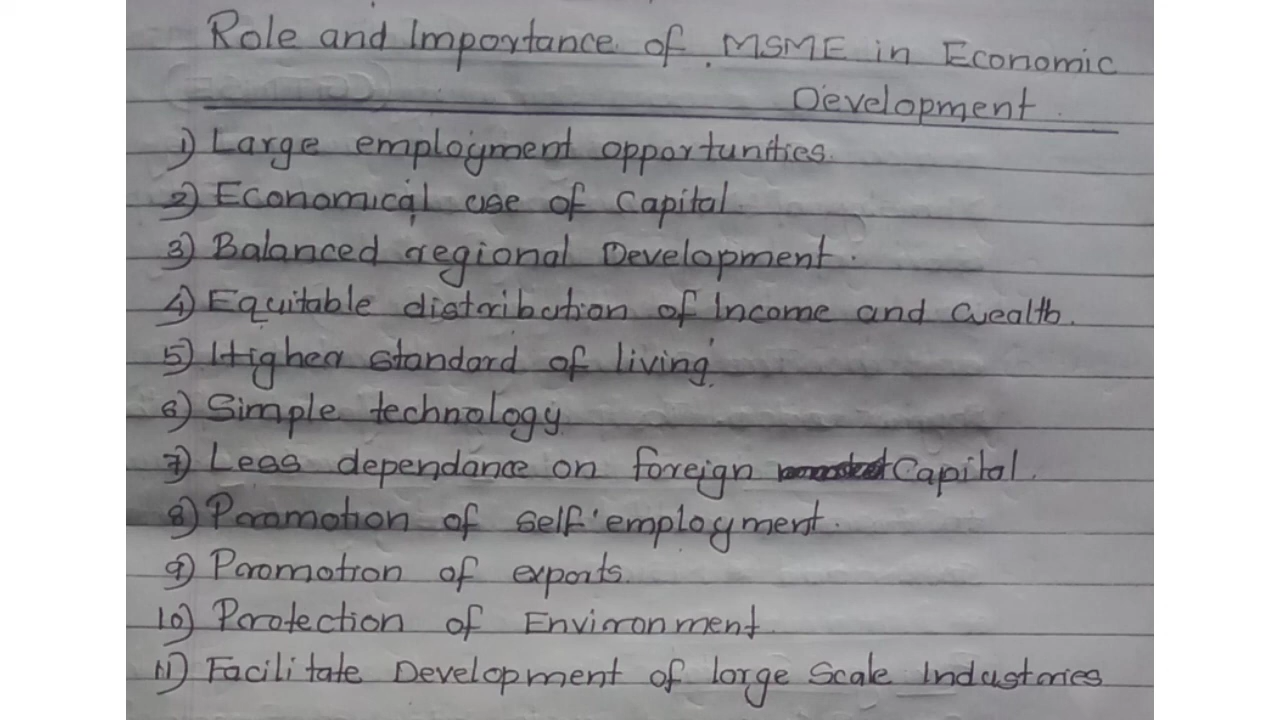 Role and Importance of MSME in Economic
Development
1) Large employment opportunities.
2) Economical use of Capital
3) Balanced regional Development.
4) Equitable distribution of Income and wealth.
5) Higher standard of living
6) Simple technology
7) Less dependance on foreign Capital.
8) Promotion of self employment.
9) Promotion of exports
10) Protection of Environment
11) Facilitate Development of large Scale Industries